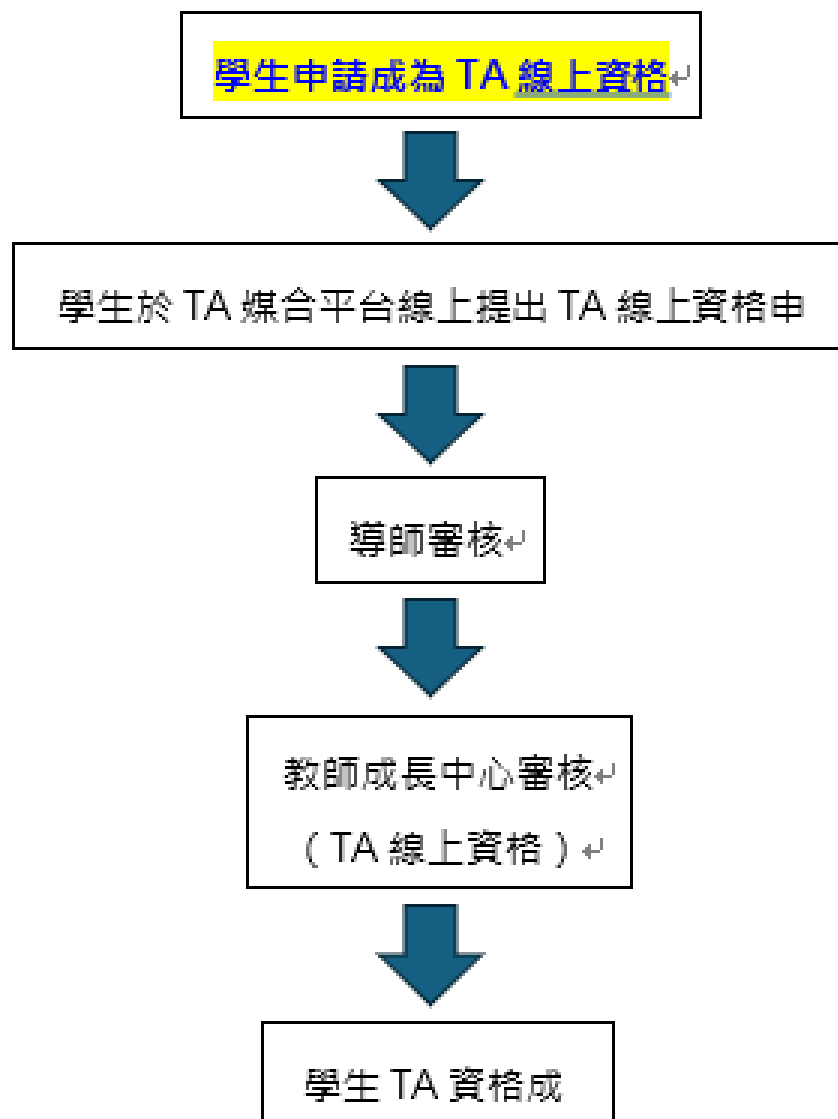 學生申請成為 TA 線上資格
學生於 TA 媒合平台線上提出 TA 線上資格申
導師審核
教師成長中心審核
（TA 線上資格）
學生 TA 資格成